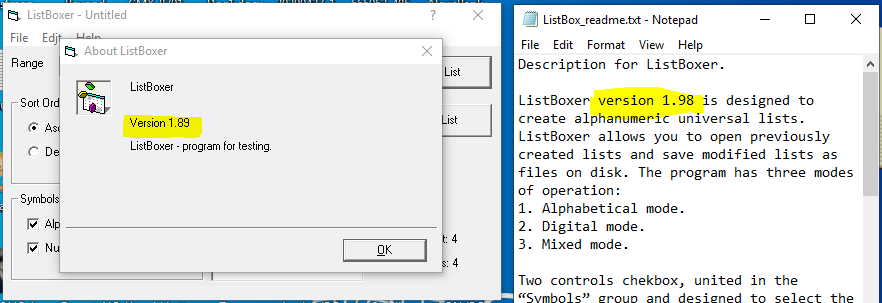 ListBoxer - Untitled
?
File
About ListBoxer
Range
List
ListBoxer
Sort Ord
Version 1.89
List
ListBoxer - program for testing.
De
Symbols
Nu
OK
: 4
s: 4
ListBox_readme.txt - Notepad
File Edit Format View Help
Description for ListBoxer.
ListBoxer version 1.98 is designed to
create alphanumeric universal lists.
ListBoxer allows you to open previously
created lists and save modified lists as
files on disk. The program has three modes
of operation:
1. Alphabetical mode.
2. Digital mode.
3. Mixed mode.
Two controls chekbox, united in the
“Symbols” group and designed to select the